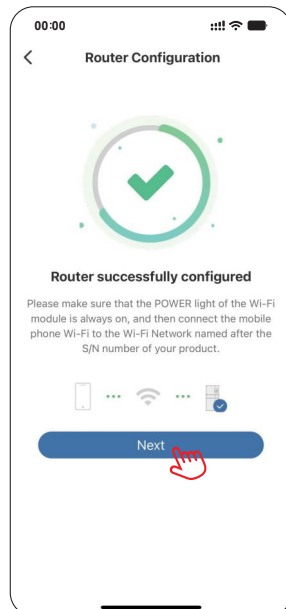 00:00
Router Configuration
Router successfully configured
Please make sure that the POWER light of the Wi-Fi
module is always on, and then connect the mobile
phone Wi-Fi to the Wi-Fi Network named after the
S/N number of your product.
Next